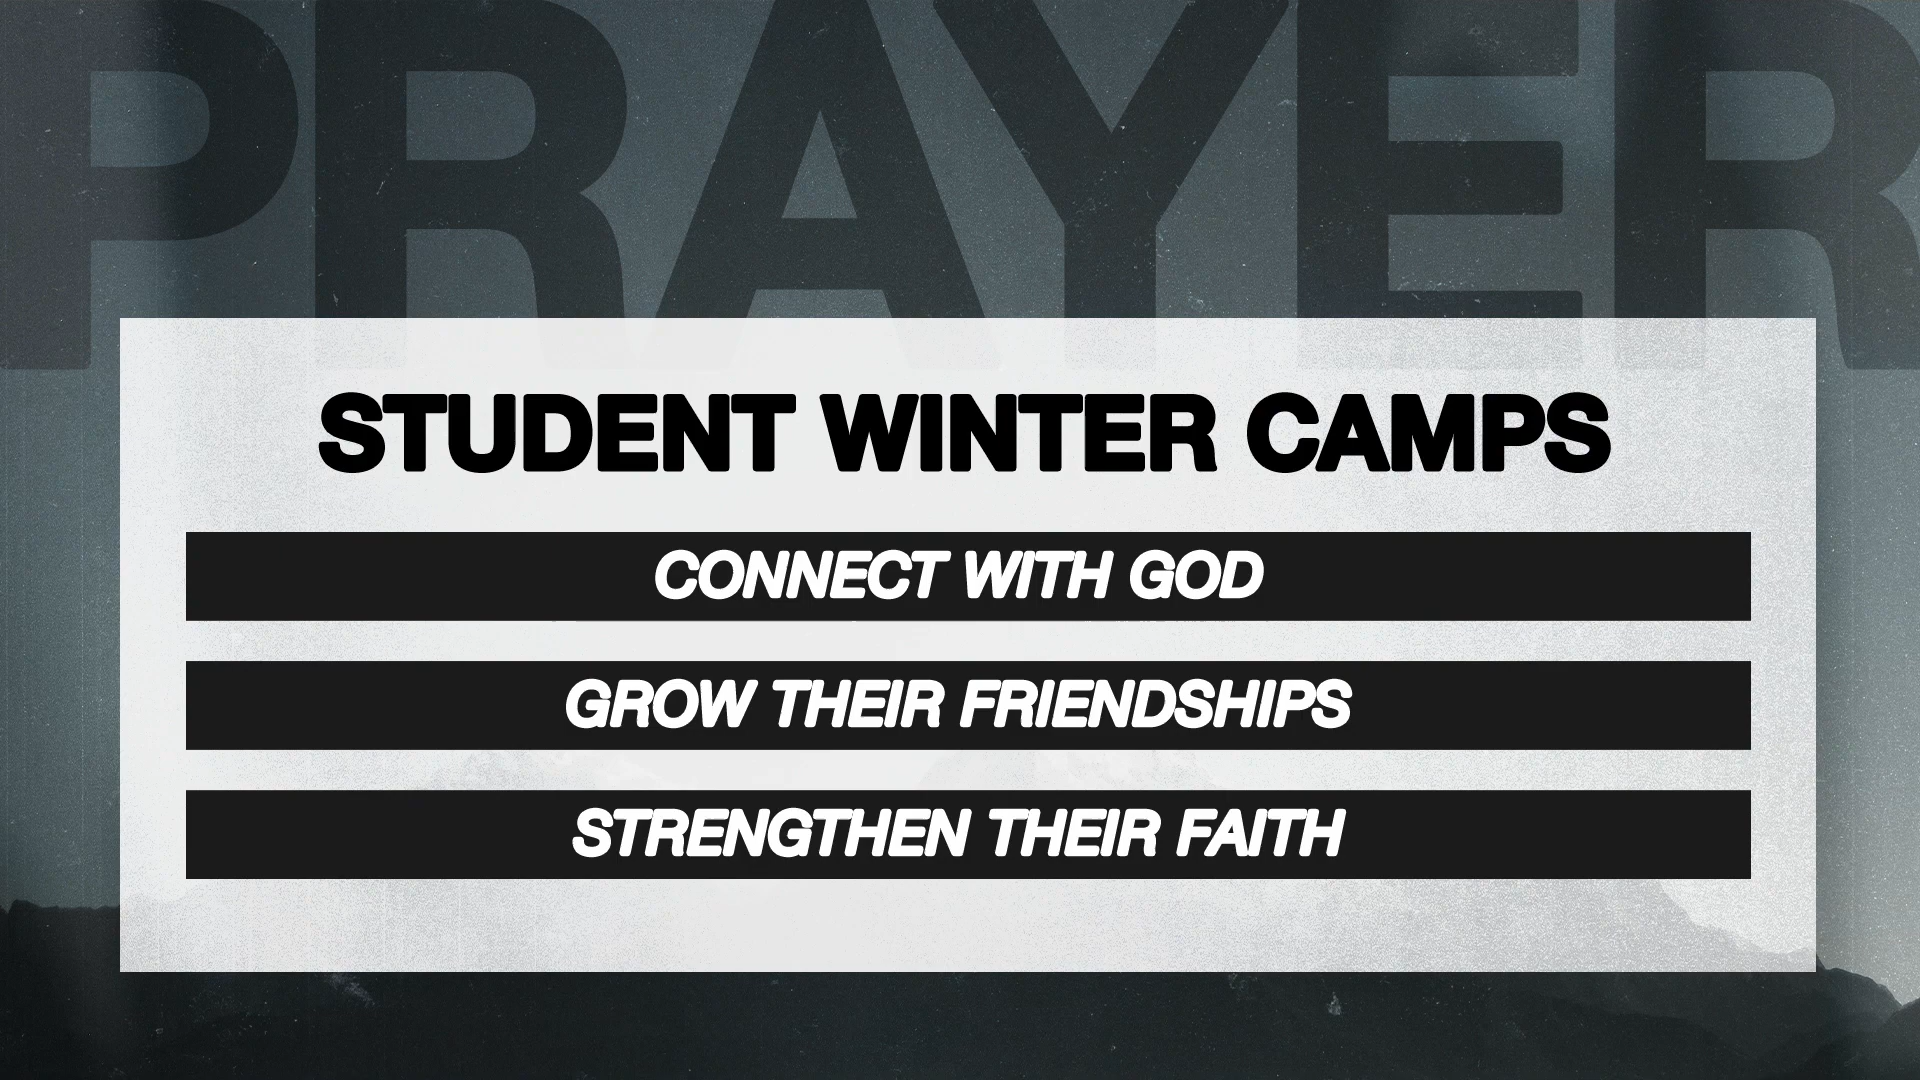 PRAYER
STUDENT WINTER CAMPS
CONNECT WITH GOD
GROW THEIR FRIENDSHIPS
STRENGTHEN THEIR FAITH